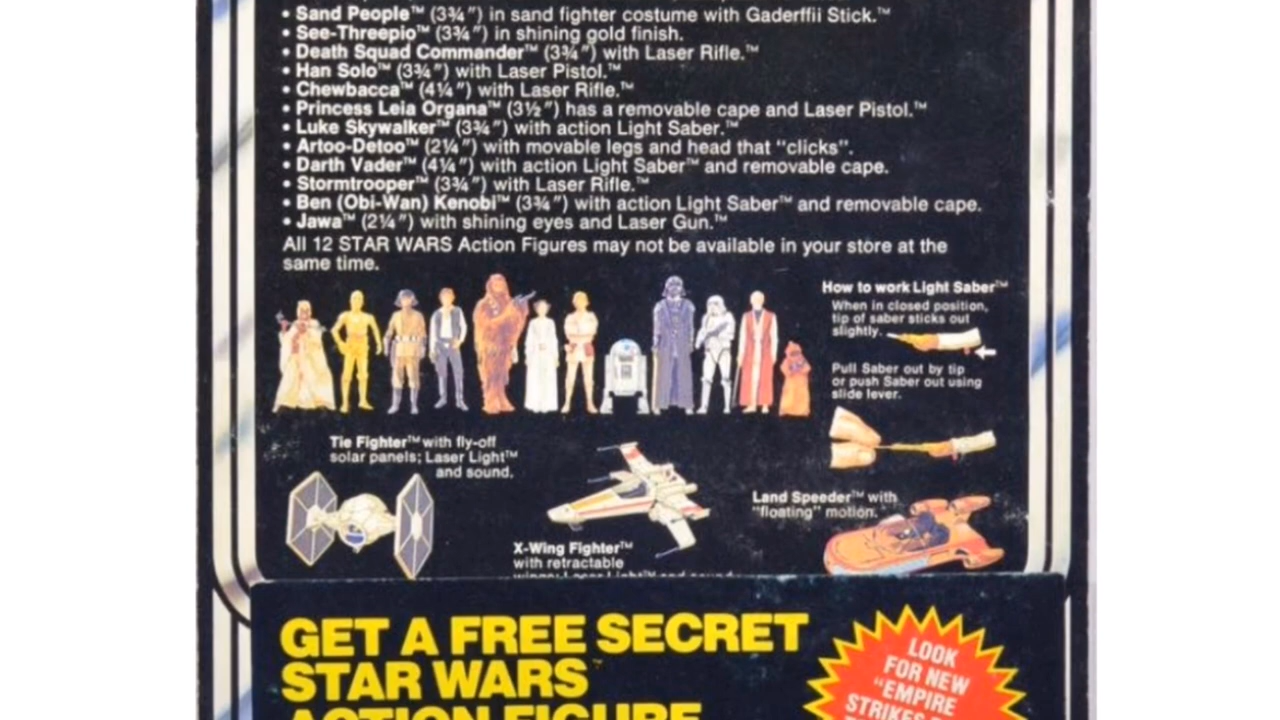 • Sand People™ (3¾") in sand fighter costume with Gaderffii Stick.™
• See-Threepio™ (3¾") in shining gold finish.
• Death Squad Commander™ (3¾") with Laser Rifle.™
• Han Solo™ (3¾") with Laser Pistol.™
• Chewbacca™ (4¼") with Laser Rifle.™
• Princess Leia Organa™ (3½") has a removable cape and Laser Pistol.™
• Luke Skywalker™ (3¾") with action Light Saber.™
• Artoo-Detoo™ (2¼") with movable legs and head that "clicks".
• Darth Vader™ (4¼") with action Light Saber™ and removable cape.
• Stormtrooper™ (3¾") with Laser Rifle.™
• Ben (Obi-Wan) Kenobi™ (3¾") with action Light Saber™ and removable cape.
• Jawa™ (2¼") with shining eyes and Laser Gun.™
All 12 STAR WARS Action Figures may not be available in your store at the
same time.
How to work Light Saber™
When in closed position,
tip of saber sticks out
slightly.
Pull Saber out by tip
or push Saber out using
slide lever.
Tie Fighter™ with fly-off
solar panels; Laser Light™
and sound.
X-Wing Fighter™
with retractable
wings; Laser Light™ and sound.
Land Speeder™ with
"floating" motion.
GET A FREE SECRET
STAR WARS™
ACTION FIGURE
LOOK
FOR NEW
"EMPIRE
STRIKES